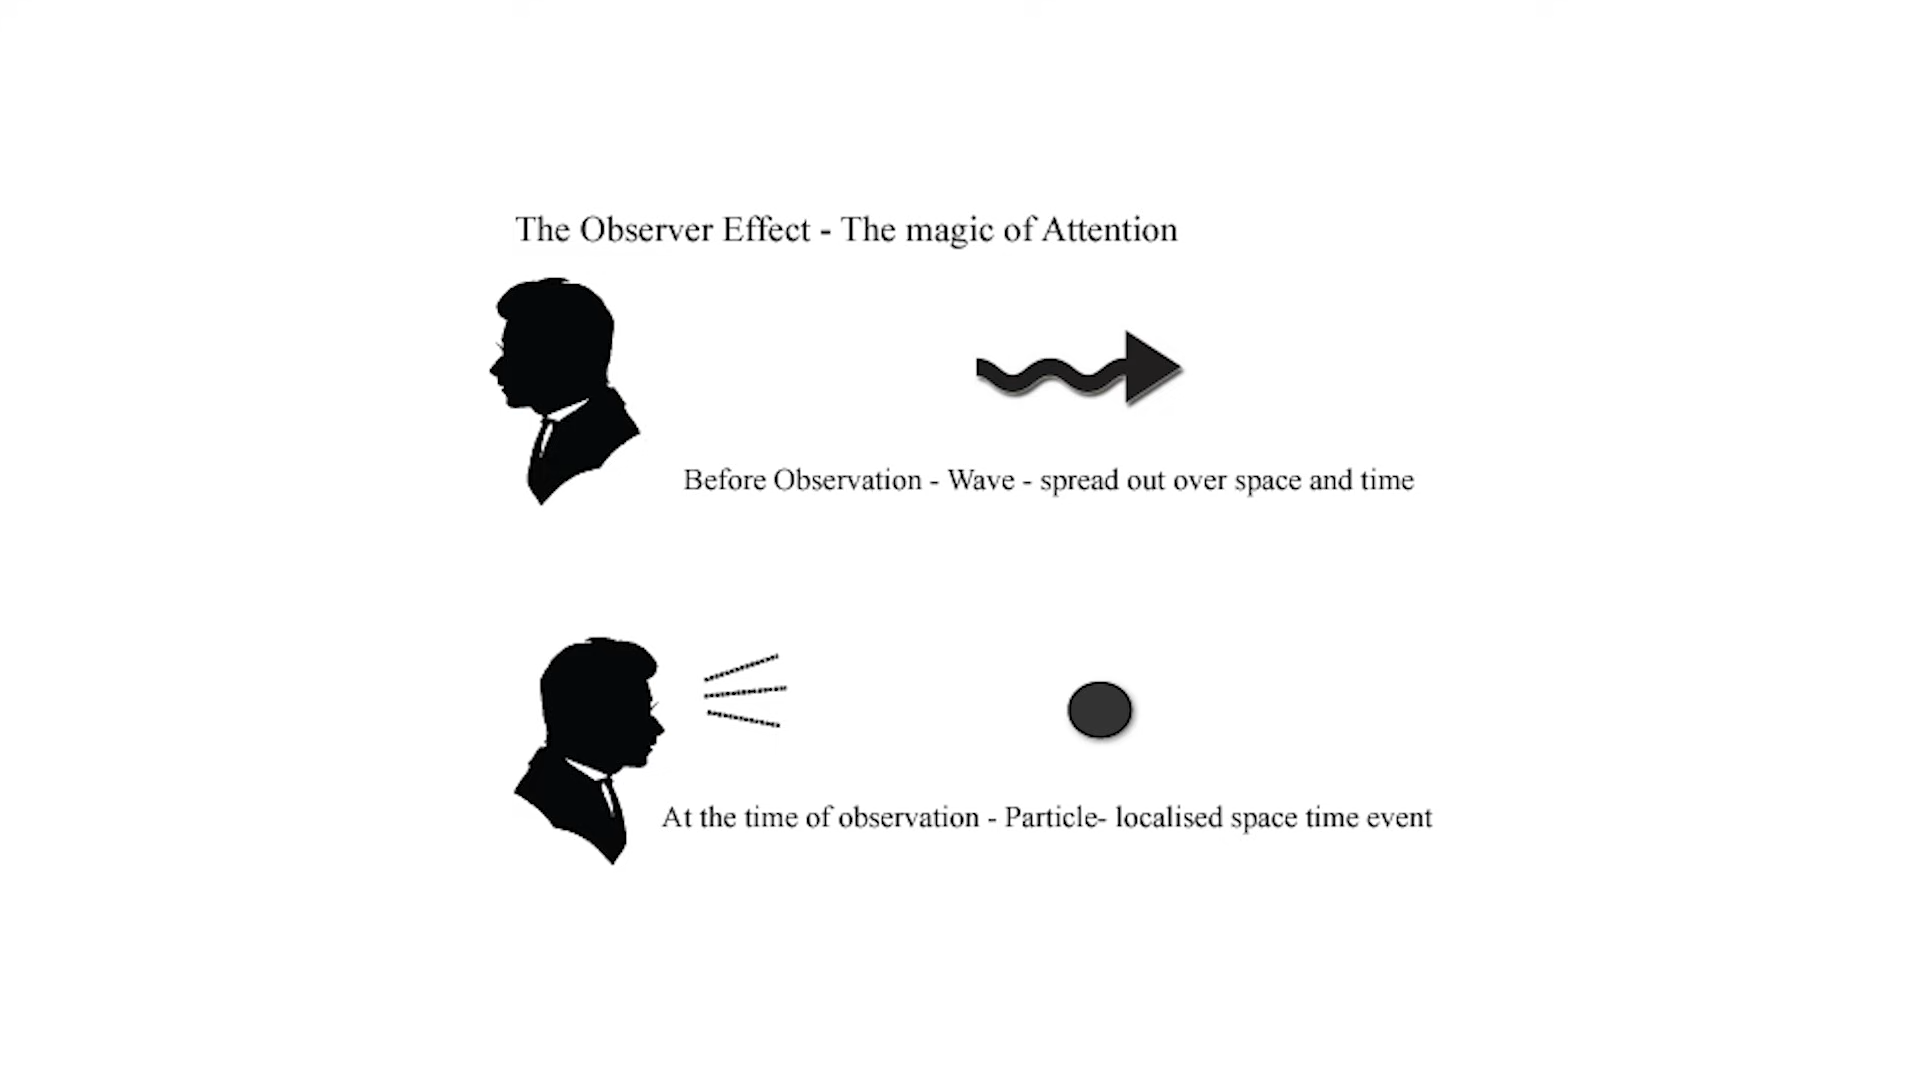 The Observer Effect - The magic of Attention
Before Observation - Wave - spread out over space and time
At the time of observation - Particle- localised space time event